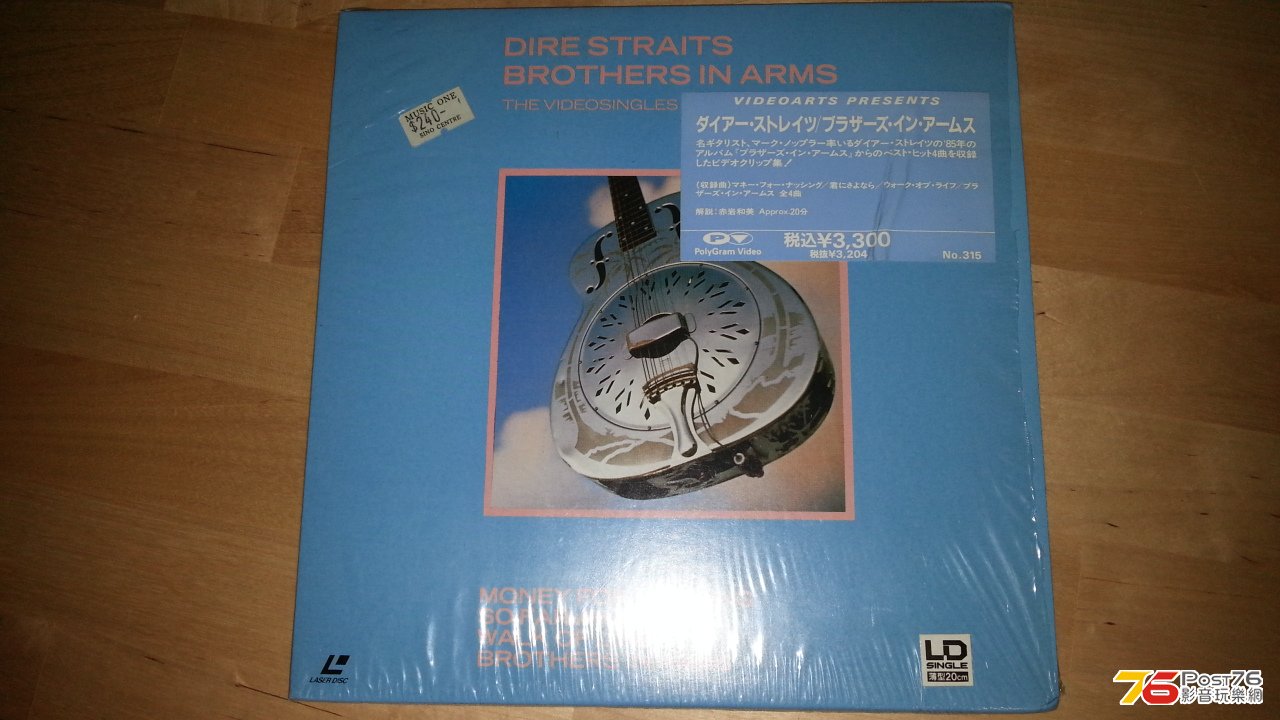 DIRE STRAITS
BROTHERS IN ARMS
THE VIDEOSINGLES
MUSIC ONE
$240-
SINO CENTRE
VIDEOARTS PRESENTS
ダイアー・ストレイツ/ブラザーズ・イン・アームス
名ギタリスト、マーク・ノップラー率いるダイアー・ストレイツの'85年の
アルバム「ブラザーズ・イン・アームス」からのベスト・ヒット4曲を収録
したビデオクリップ集!
(収録曲)マネー・フォー・ナッシング/君にさよなら/ウォーク・オブ・ライフ/ブラ
ザーズ・イン・アームス 全4曲
解説:赤岩和美 Approx.20分
税込¥3,300
税抜¥3,204
PolyGram Video
No.315
MONEY
WALK OF
BROTHERS
LASER DISC
LD
SINGLE
薄型20cm
76 Post76
影音玩樂網